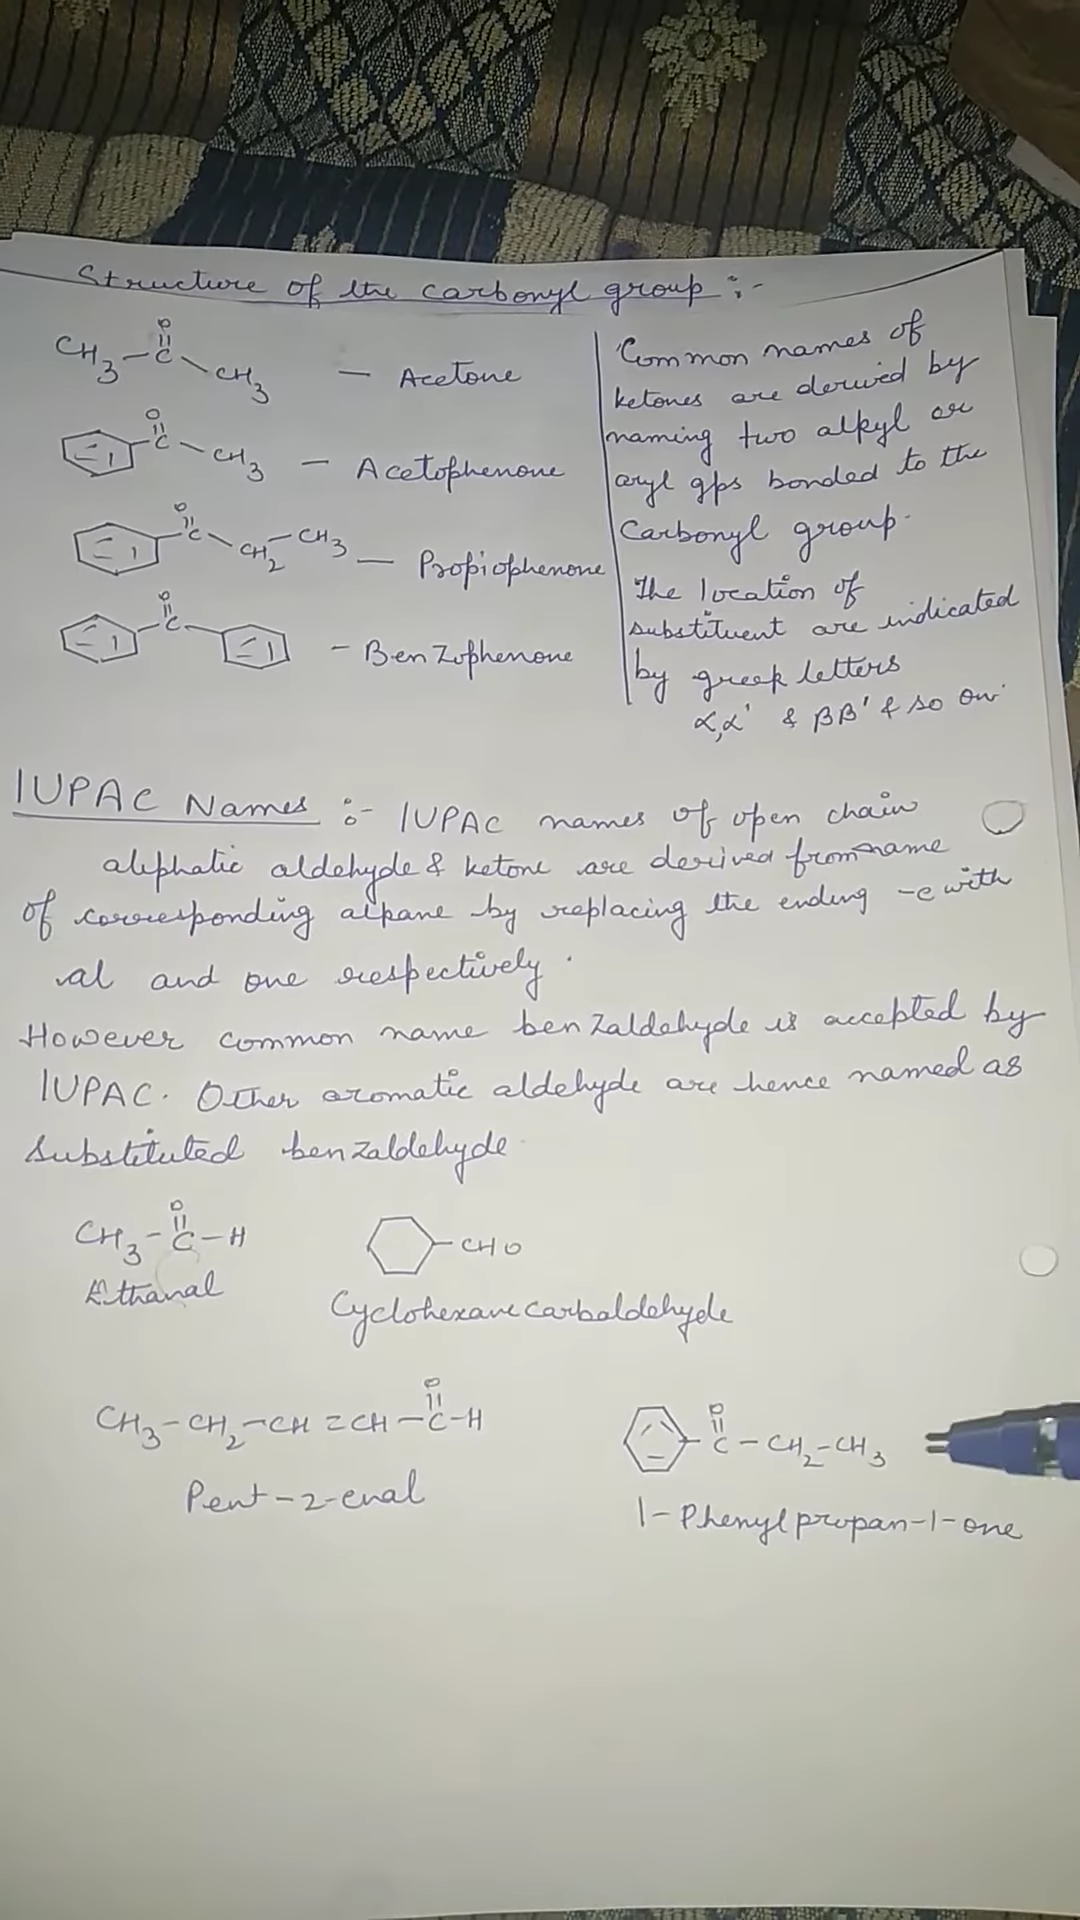 Structure of the carbonyl group :-
CH3-C(=O)-CH3 - Acetone
C(=O)-CH3 - Acetophenone
C(=O)-CH2-CH3 - Propiophenone
C(=O) - Benzophenone
Common names of
ketones are derived by
naming two alkyl or
aryl gps bonded to the
Carbonyl group.
The location of
substituent are indicated
by greek letters
α,α' & ββ' & so on.
IUPAC Names :- IUPAC names of open chain
aliphatic aldehyde & ketone are derived from name
of corresponding alkane by replacing the ending -e with
al and one respectively.
However common name benzaldehyde is accepted by
IUPAC. Other aromatic aldehyde are hence named as
Substituted benzaldehyde.
CH3-C(=O)-H
-CHO
Ethanal
Cyclohexanecarbaldehyde
CH3-CH2-CH=CH-C(=O)-H
C(=O)-CH2-CH3
Pent-2-enal
1-Phenylpropan-1-one